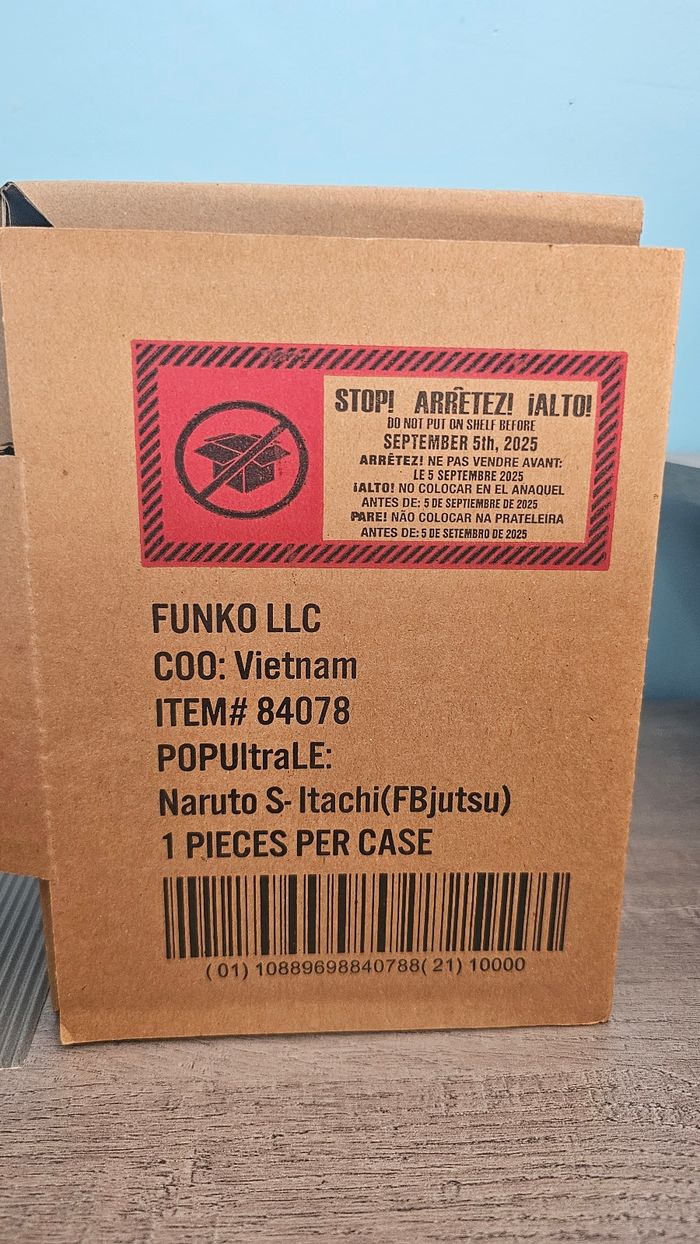 STOP! ARRÊTEZ! ¡ALTO!
DO NOT PUT ON SHELF BEFORE
SEPTEMBER 5th, 2025
ARRÊTEZ! NE PAS VENDRE AVANT:
LE 5 SEPTEMBRE 2025
¡ALTO! NO COLOCAR EN EL ANAQUEL
ANTES DE: 5 DE SEPTIEMBRE DE 2025
PARE! NÃO COLOCAR NA PRATELEIRA
ANTES DE: 5 DE SETEMBRO DE 2025
FUNKO LLC
COO: Vietnam
ITEM# 84078
POPUltraLE:
Naruto S- Itachi(FBjutsu)
1 PIECES PER CASE
(01) 10889698840788(21) 10000